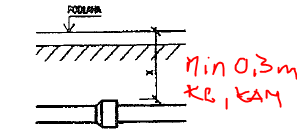 PODLAHA
X
min 0,3m
KB, KAM